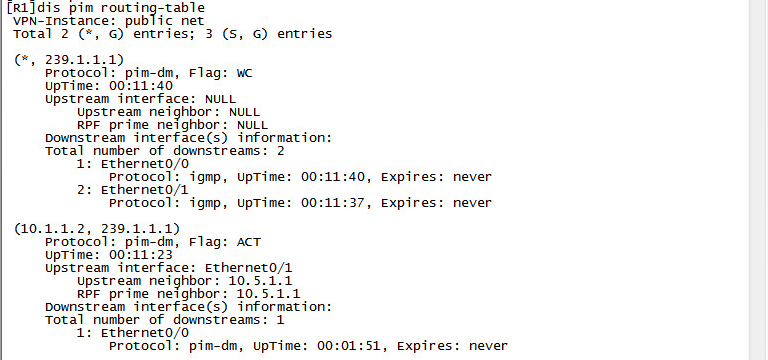 [R1]dis pim routing-table
VPN-Instance: public net
Total 2 (*, G) entries; 3 (S, G) entries
(*, 239.1.1.1)
Protocol: pim-dm, Flag: WC
UpTime: 00:11:40
Upstream interface: NULL
Upstream neighbor: NULL
RPF prime neighbor: NULL
Downstream interface(s) information:
Total number of downstreams: 2
1: Ethernet0/0
Protocol: igmp, UpTime: 00:11:40, Expires: never
2: Ethernet0/1
Protocol: igmp, UpTime: 00:11:37, Expires: never
(10.1.1.2, 239.1.1.1)
Protocol: pim-dm, Flag: ACT
UpTime: 00:11:23
Upstream interface: Ethernet0/1
Upstream neighbor: 10.5.1.1
RPF prime neighbor: 10.5.1.1
Downstream interface(s) information:
Total number of downstreams: 1
1: Ethernet0/0
Protocol: pim-dm, UpTime: 00:01:51, Expires: never